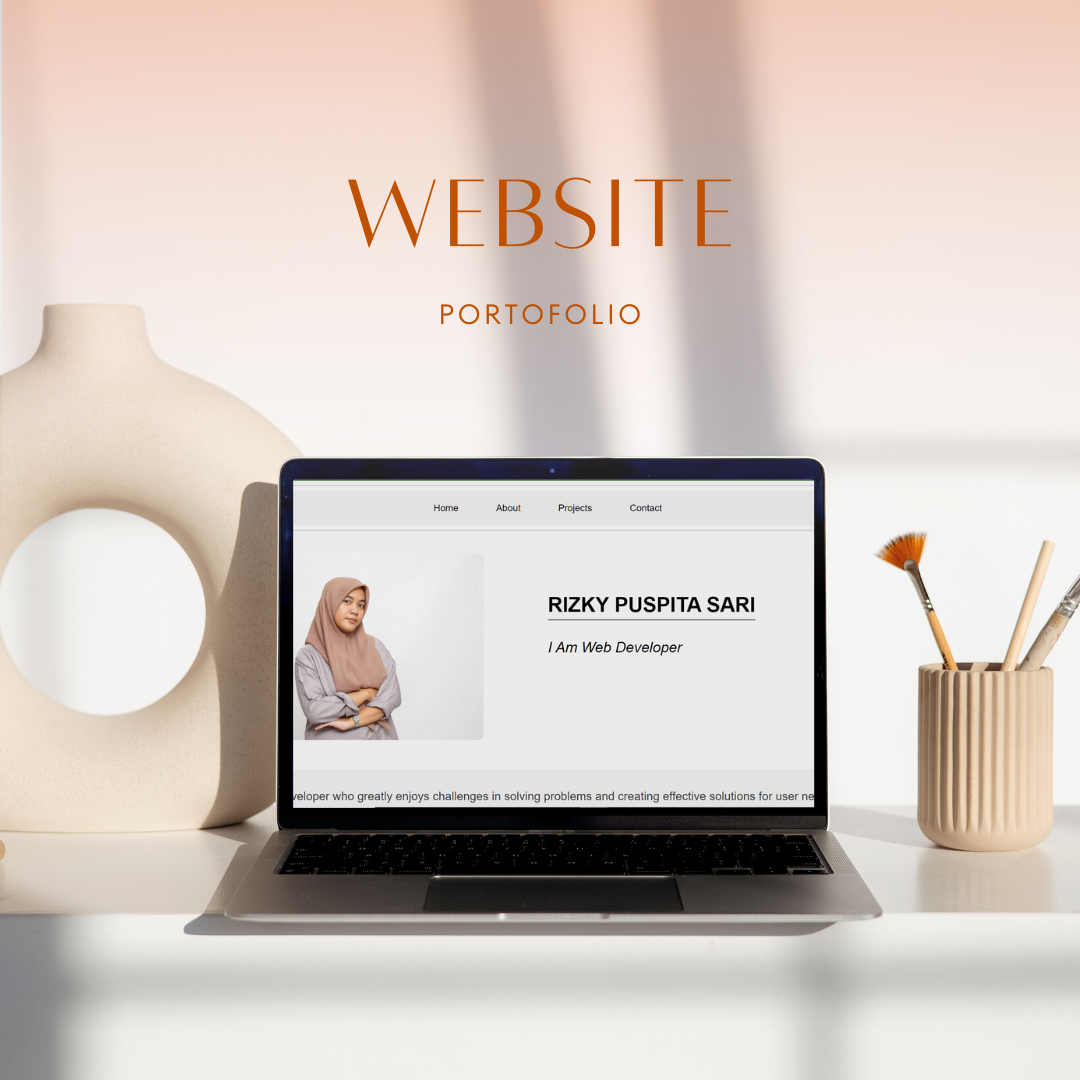 WEBSITE
PORTOFOLIO
Home About Projects Contact
RIZKY PUSPITA SARI
I Am Web Developer
veloper who greatly enjoys challenges in solving problems and creating effective solutions for user ne